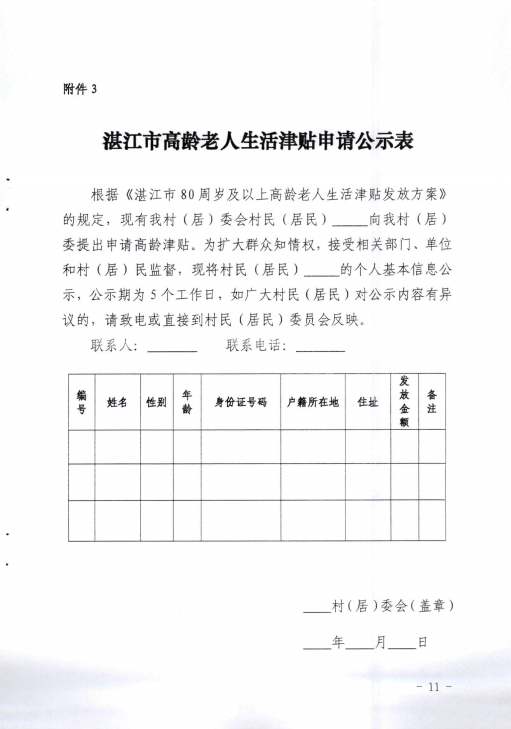 附件 3
湛江市高龄老人生活津贴申请公示表
根据《湛江市 80 周岁及以上高龄老人生活津贴发放方案》
的规定，现有我村（居）委会村民（居民）_____向我村（居）
委提出申请高龄津贴。为扩大群众知情权，接受相关部门、单位
和村（居）民监督，现将村民（居民）_____的个人基本信息公
示，公示期为 5 个工作日，如广大村民（居民）对公示内容有异
议的，请致电或直接到村民（居民）委员会反映。
联系人：_______ 联系电话：_______
编号 姓名 性别 年龄 身份证号码 户籍所在地 住址 发放金额 备注
____村（居）委会（盖章）
____年____月____日
- 11 -